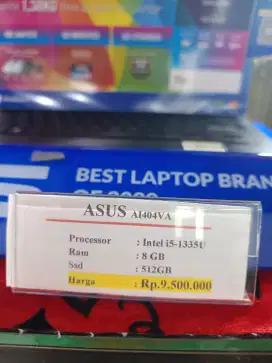 BEST LAPTOP BRAN
ASUS A1404VA
Processor : Intel i5-1335U
Ram : 8 GB
Ssd : 512GB
Harga : Rp.9.500.000